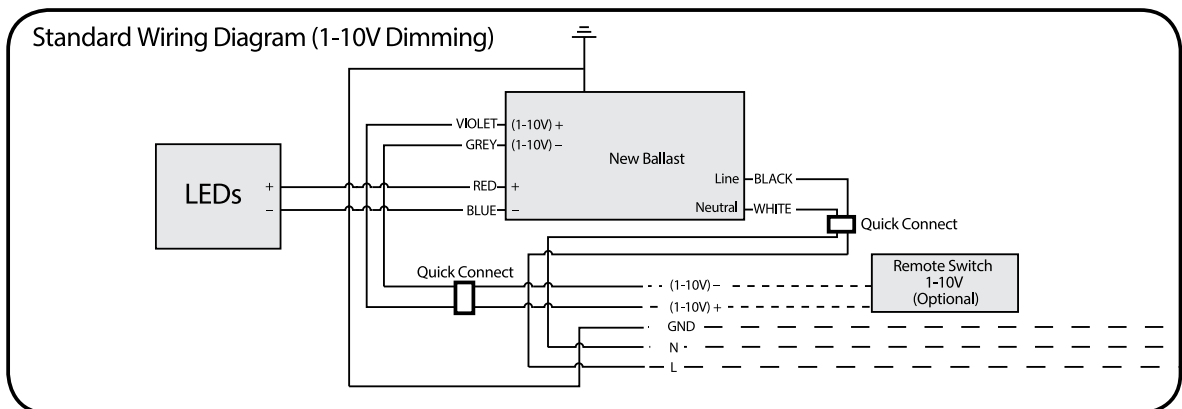 Standard Wiring Diagram (1-10V Dimming)
VIOLET
(1-10V) +
GREY
(1-10V) –
New Ballast
LEDs
+
–
RED
+
BLUE
–
Line
BLACK
Neutral
WHITE
Quick Connect
Quick Connect
Remote Switch
1-10V
(Optional)
(1-10V) –
(1-10V) +
GND
N
L